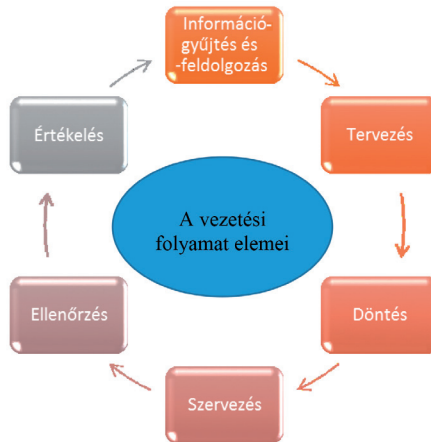 Információ-
gyűjtés és
-feldolgozás
Tervezés
Döntés
Szervezés
Ellenőrzés
Értékelés
A vezetési
folyamat elemei